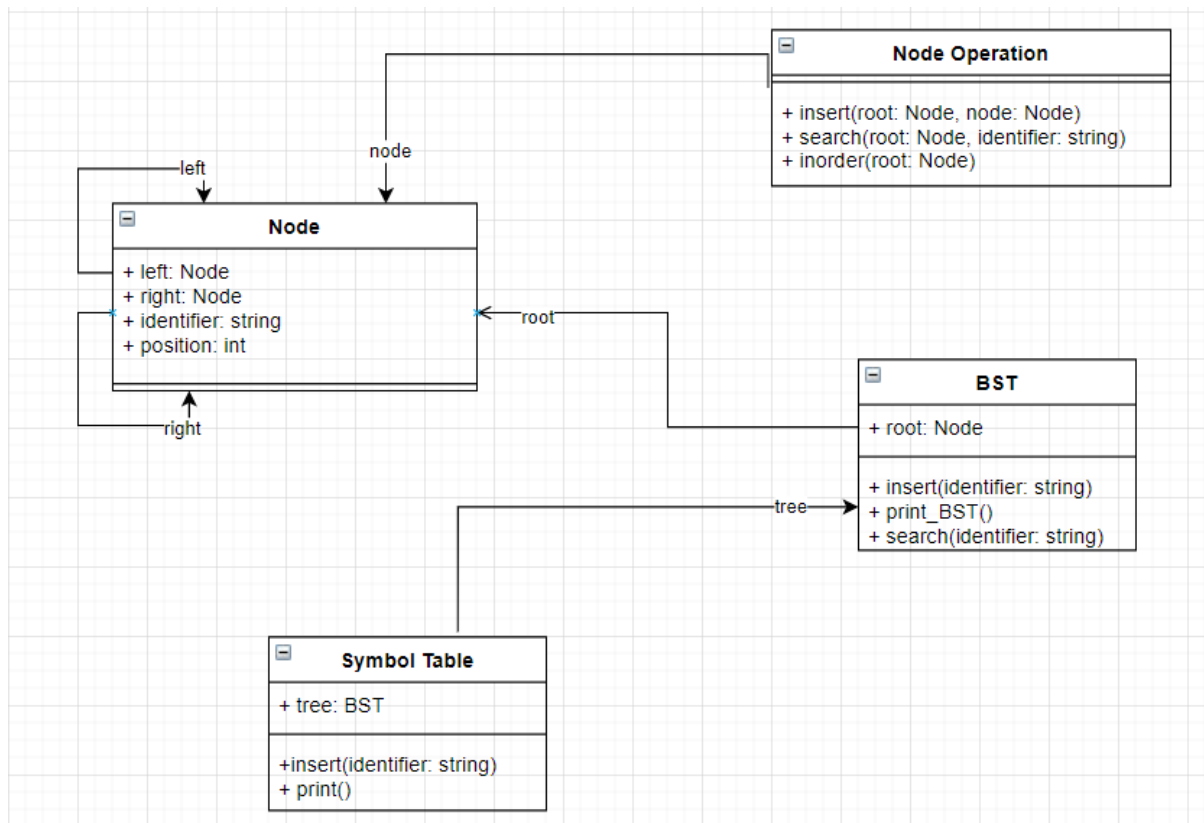 Node Operation
+ insert(root: Node, node: Node)
+ search(root: Node, identifier: string)
+ inorder(root: Node)
node
left
Node
+ left: Node
+ right: Node
+ identifier: string
+ position: int
right
root
BST
+ root: Node
+ insert(identifier: string)
+ print_BST()
+ search(identifier: string)
tree
Symbol Table
+ tree: BST
+insert(identifier: string)
+ print()